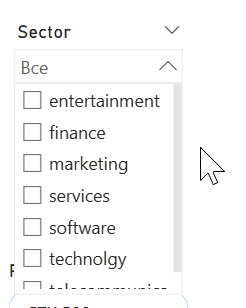 Sector
Все
entertainment
finance
marketing
services
software
technolgy